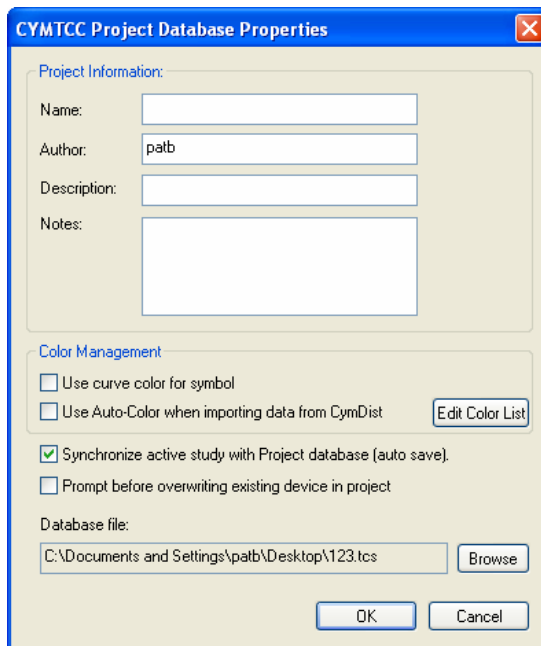 CYMTCC Project Database Properties
Project Information:
Name:
Author: patb
Description:
Notes:
Color Management
Use curve color for symbol
Use Auto-Color when importing data from CymDist Edit Color List
Synchronize active study with Project database (auto save).
Prompt before overwriting existing device in project
Database file:
C:\Documents and Settings\patb\Desktop\123.tcs Browse
OK Cancel